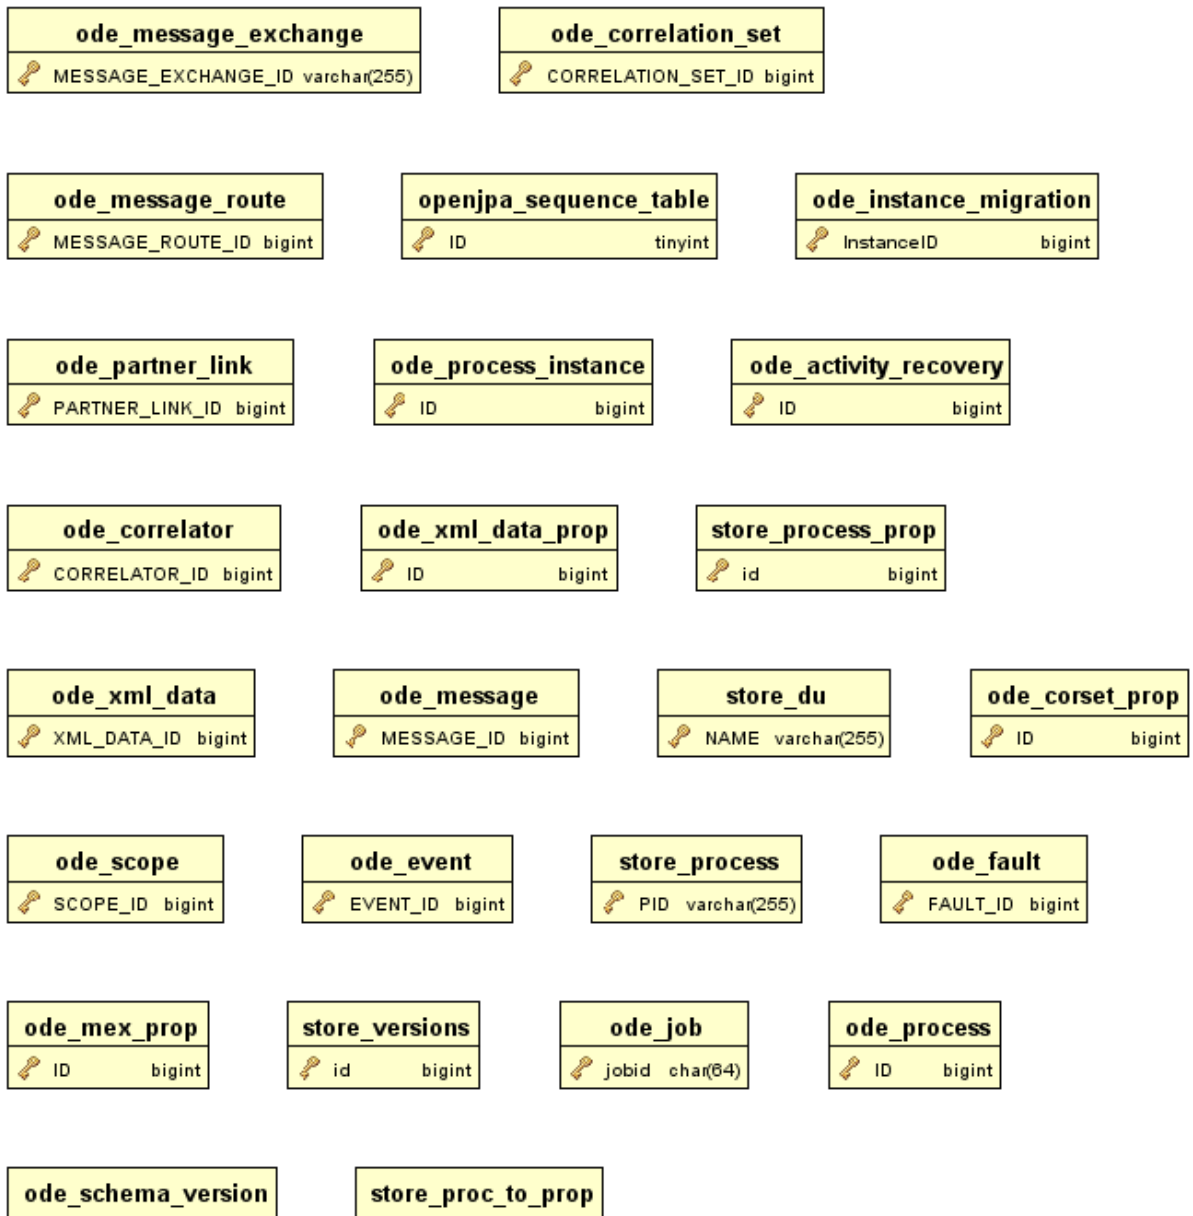 ode_message_exchange
MESSAGE_EXCHANGE_ID varchar(255)
ode_correlation_set
CORRELATION_SET_ID bigint
ode_message_route
MESSAGE_ROUTE_ID bigint
openjpa_sequence_table
ID tinyint
ode_instance_migration
InstanceID bigint
ode_partner_link
PARTNER_LINK_ID bigint
ode_process_instance
ID bigint
ode_activity_recovery
ID bigint
ode_correlator
CORRELATOR_ID bigint
ode_xml_data_prop
ID bigint
store_process_prop
id bigint
ode_xml_data
XML_DATA_ID bigint
ode_message
MESSAGE_ID bigint
store_du
NAME varchar(255)
ode_corset_prop
ID bigint
ode_scope
SCOPE_ID bigint
ode_event
EVENT_ID bigint
store_process
PID varchar(255)
ode_fault
FAULT_ID bigint
ode_mex_prop
ID bigint
store_versions
id bigint
ode_job
jobid char(64)
ode_process
ID bigint
ode_schema_version
store_proc_to_prop